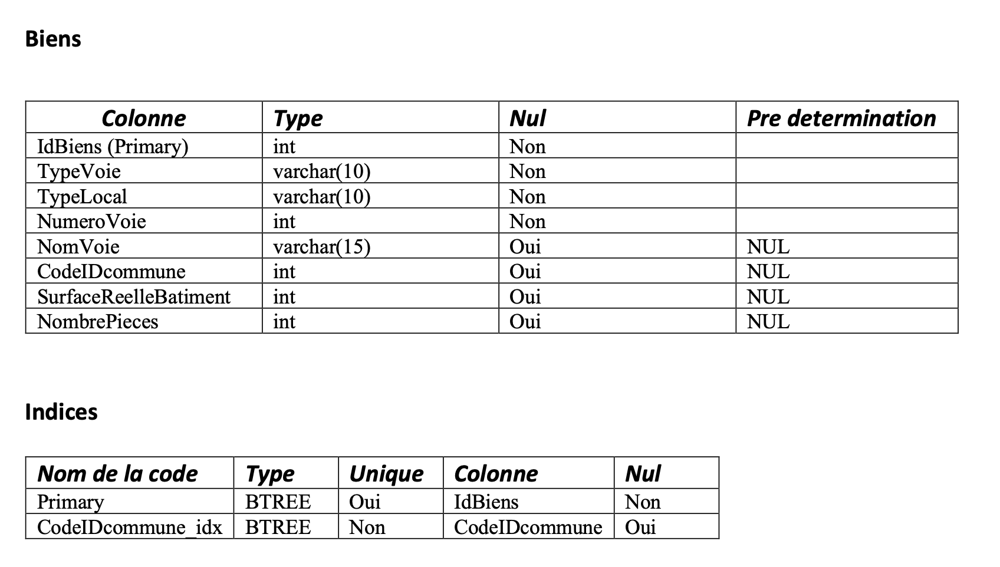 Biens
Colonne Type Nul Pre determination
IdBiens (Primary) int Non
TypeVoie varchar(10) Non
TypeLocal varchar(10) Non
NumeroVoie int Non
NomVoie varchar(15) Oui NUL
CodeIDcommune int Oui NUL
SurfaceReelleBatiment int Oui NUL
NombrePieces int Oui NUL
Indices
Nom de la code Type Unique Colonne Nul
Primary BTREE Oui IdBiens Non
CodeIDcommune_idx BTREE Non CodeIDcommune Oui